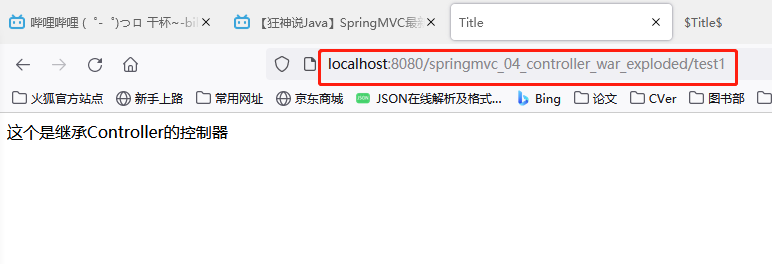 哔哩哔哩 ( ゜- ゜)つロ 干杯~-bi
【狂神说Java】SpringMVC最
Title
$Title$
localhost:8080/springmvc_04_controller_war_exploded/test1
火狐官方站点 新手上路 常用网址 京东商城 JSON在线解析及格式... Bing 论文 CVer 图书部
这个是继承Controller的控制器